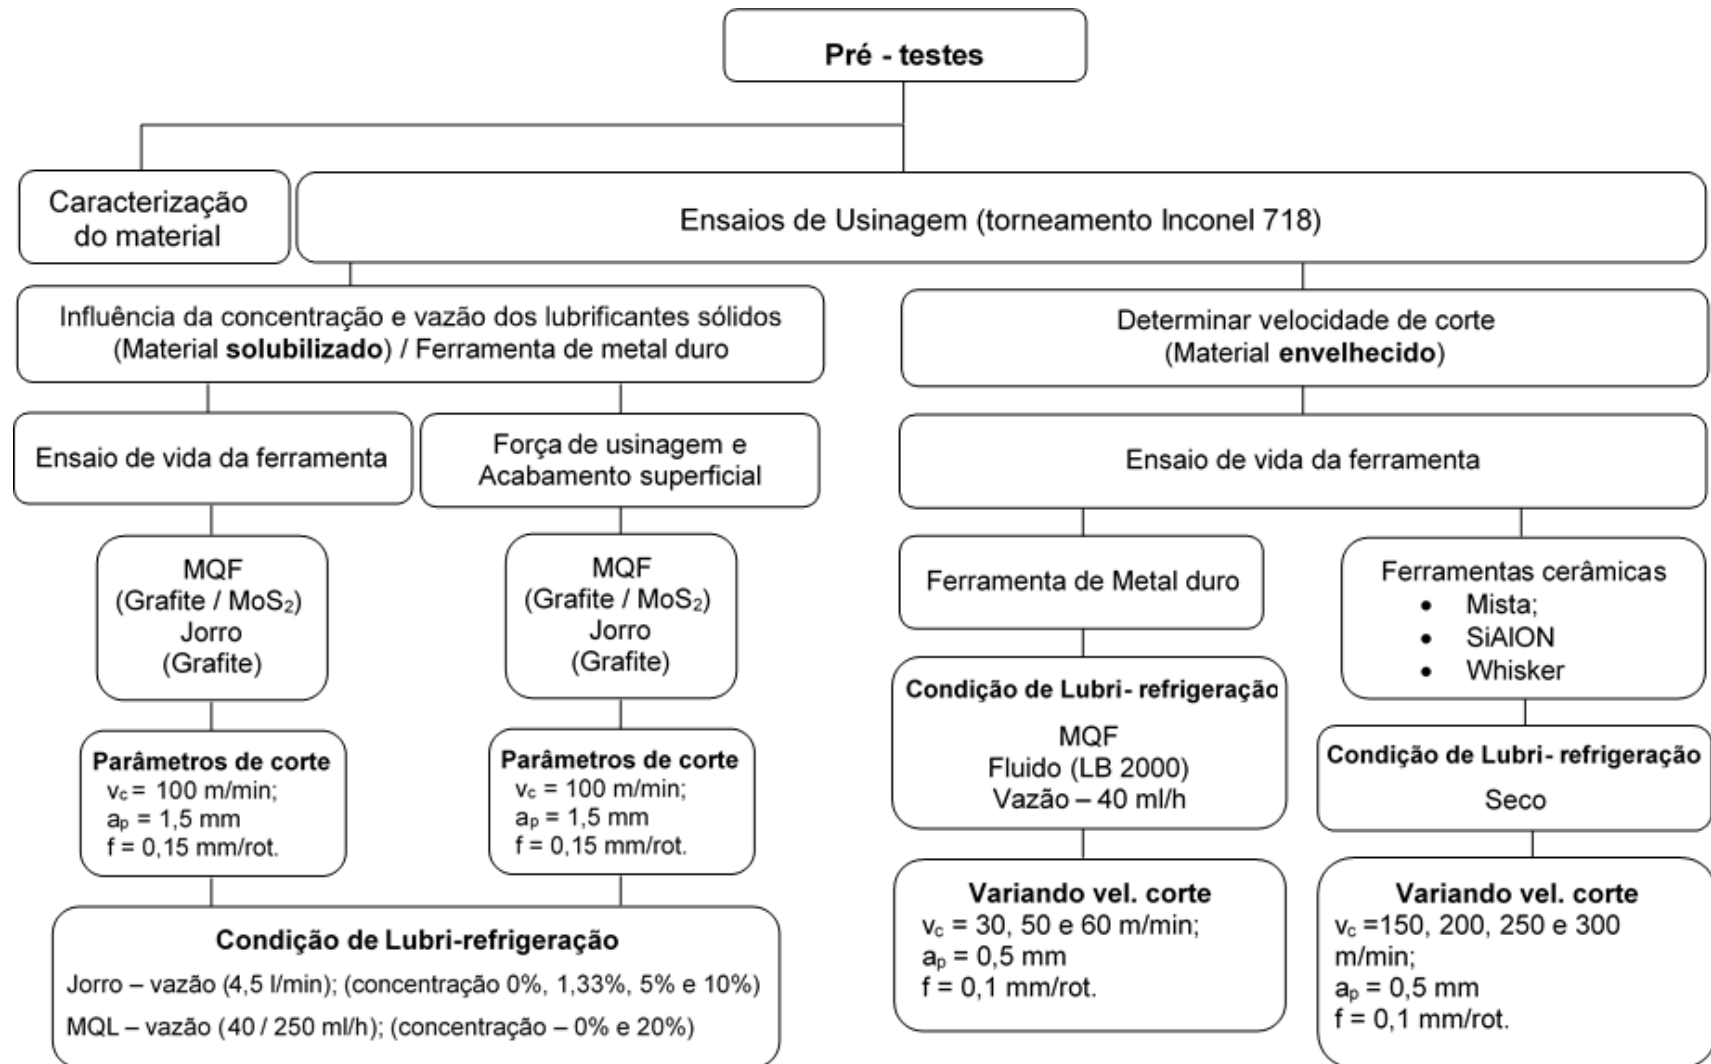 Pré - testes
Caracterização
do material
Ensaios de Usinagem (torneamento Inconel 718)
Influência da concentração e vazão dos lubrificantes sólidos
(Material solubilizado) / Ferramenta de metal duro
Determinar velocidade de corte
(Material envelhecido)
Ensaio de vida da ferramenta
Força de usinagem e
Acabamento superficial
Ensaio de vida da ferramenta
MQF
(Grafite / MoS₂)
Jorro
(Grafite)
MQF
(Grafite / MoS₂)
Jorro
(Grafite)
Ferramenta de Metal duro
Ferramentas cerâmicas
• Mista;
• SiAlON
• Whisker
Parâmetros de corte
v꜀ = 100 m/min;
aₚ = 1,5 mm
f = 0,15 mm/rot.
Parâmetros de corte
v꜀ = 100 m/min;
aₚ = 1,5 mm
f = 0,15 mm/rot.
Condição de Lubri- refrigeração
MQF
Fluido (LB 2000)
Vazão – 40 ml/h
Condição de Lubri- refrigeração
Seco
Condição de Lubri-refrigeração
Jorro – vazão (4,5 l/min); (concentração 0%, 1,33%, 5% e 10%)
MQL – vazão (40 / 250 ml/h); (concentração – 0% e 20%)
Variando vel. corte
v꜀ = 30, 50 e 60 m/min;
aₚ = 0,5 mm
f = 0,1 mm/rot.
Variando vel. corte
v꜀ =150, 200, 250 e 300
m/min;
aₚ = 0,5 mm
f = 0,1 mm/rot.